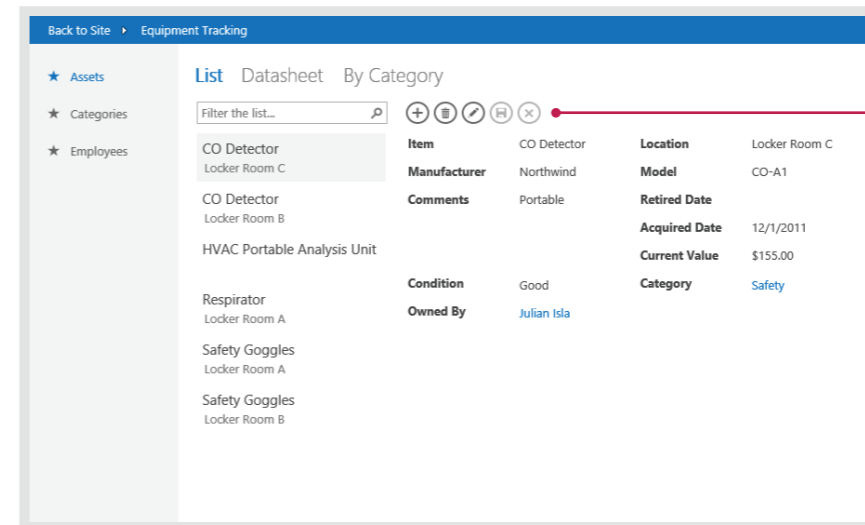 Back to Site Equipment Tracking
Assets
Categories
Employees
List Datasheet By Category
Filter the list...
CO Detector
Locker Room C
CO Detector
Locker Room B
HVAC Portable Analysis Unit
Respirator
Locker Room A
Safety Goggles
Locker Room A
Safety Goggles
Locker Room B
Item CO Detector Location Locker Room C
Manufacturer Northwind Model CO-A1
Comments Portable Retired Date
Acquired Date 12/1/2011
Current Value $155.00
Condition Good Category Safety
Owned By Julian Isla